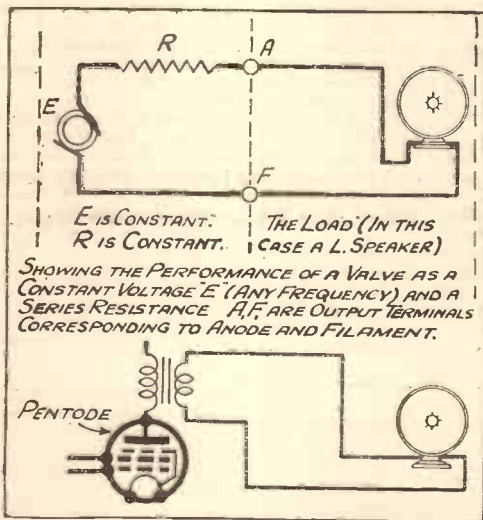 R
A
E
F
E IS CONSTANT.
R IS CONSTANT.
THE LOAD (IN THIS
CASE A L. SPEAKER)
SHOWING THE PERFORMANCE OF A VALVE AS A
CONSTANT VOLTAGE "E" (ANY FREQUENCY) AND A
SERIES RESISTANCE A,F, ARE OUTPUT TERMINALS
CORRESPONDING TO ANODE AND FILAMENT.
PENTODE